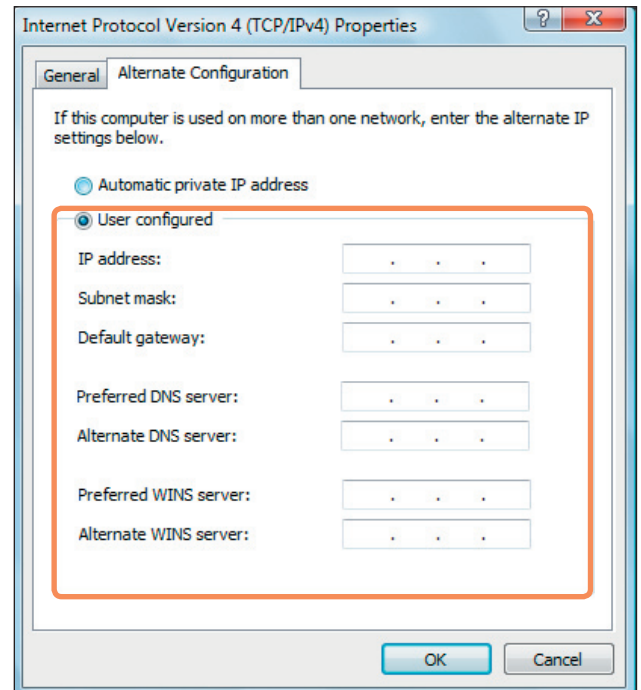 Internet Protocol Version 4 (TCP/IPv4) Properties
General
Alternate Configuration
If this computer is used on more than one network, enter the alternate IP
settings below.
Automatic private IP address
User configured
IP address:
Subnet mask:
Default gateway:
Preferred DNS server:
Alternate DNS server:
Preferred WINS server:
Alternate WINS server:
OK
Cancel